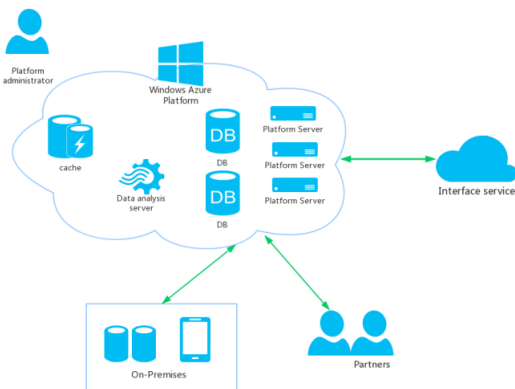 Platform
administrator
Windows Azure
Platform
cache
Data analysis
server
DB
DB
DB
DB
Platform Server
Platform Server
Platform Server
Interface service
On-Premises
Partners